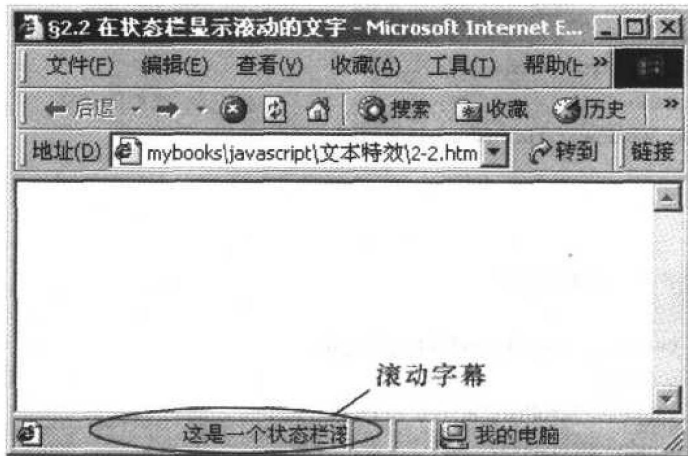 §2.2 在状态栏显示滚动的文字 - Microsoft Internet E...
文件(F) 编辑(E) 查看(V) 收藏(A) 工具(T) 帮助(H »
后退 搜索 收藏 历史 »
地址(D) mybooks\javascript\文本特效\2-2.htm 转到 链接
滚动字幕
这是一个状态栏滚 我的电脑